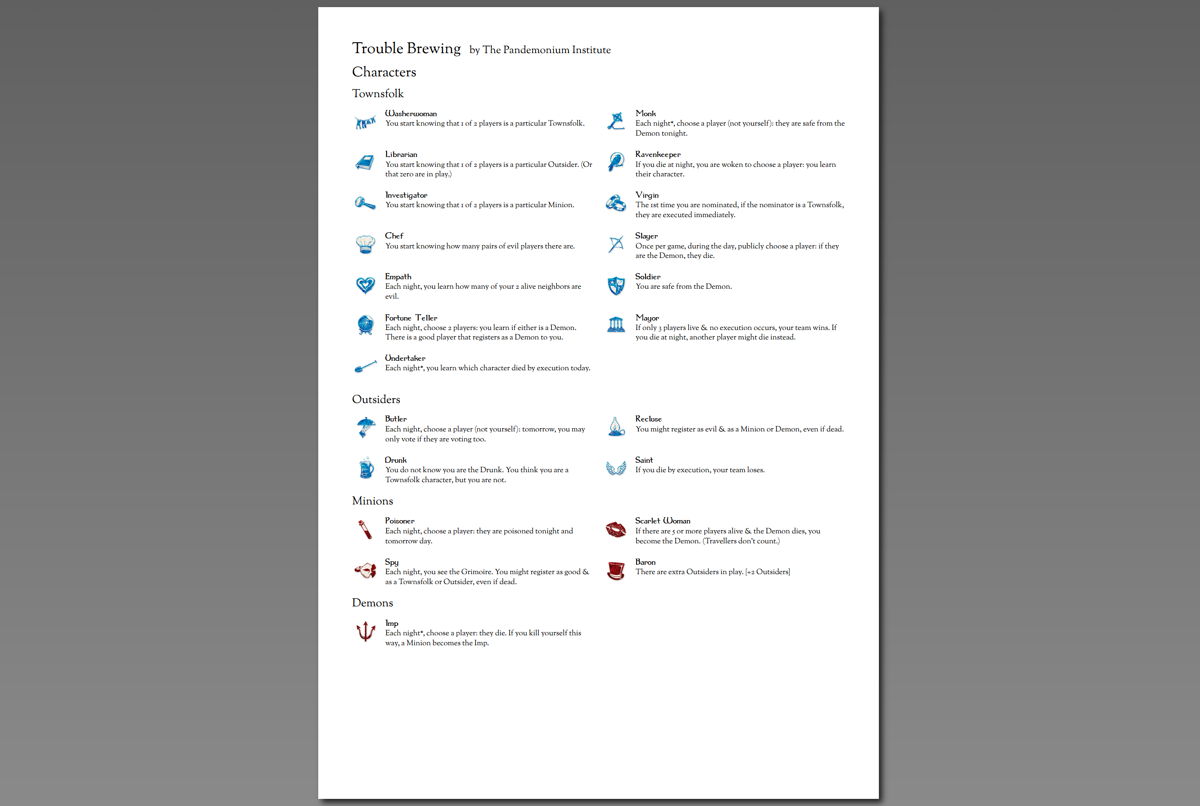 Trouble Brewing by The Pandemonium Institute
Characters
Townsfolk
Washerwoman
You start knowing that 1 of 2 players is a particular Townsfolk.
Librarian
You start knowing that 1 of 2 players is a particular Outsider. (Or
that zero are in play.)
Investigator
You start knowing that 1 of 2 players is a particular Minion.
Chef
You start knowing how many pairs of evil players there are.
Empath
Each night, you learn how many of your 2 alive neighbors are
evil.
Fortune Teller
Each night, choose 2 players: you learn if either is a Demon.
There is a good player that registers as a Demon to you.
Undertaker
Each night*, you learn which character died by execution today.
Monk
Each night*, choose a player (not yourself): they are safe from the
Demon tonight.
Ravenkeeper
If you die at night, you are woken to choose a player: you learn
their character.
Virgin
The 1st time you are nominated, if the nominator is a Townsfolk,
they are executed immediately.
Slayer
Once per game, during the day, publicly choose a player: if they
are the Demon, they die.
Soldier
You are safe from the Demon.
Mayor
If only 3 players live & no execution occurs, your team wins. If
you die at night, another player might die instead.
Outsiders
Butler
Each night, choose a player (not yourself): tomorrow, you may
only vote if they are voting too.
Drunk
You do not know you are the Drunk. You think you are a
Townsfolk character, but you are not.
Recluse
You might register as evil & as a Minion or Demon, even if dead.
Saint
If you die by execution, your team loses.
Minions
Poisoner
Each night, choose a player: they are poisoned tonight and
tomorrow day.
Spy
Each night, you see the Grimoire. You might register as good &
as a Townsfolk or Outsider, even if dead.
Scarlet Woman
If there are 5 or more players alive & the Demon dies, you
become the Demon. (Travellers don't count.)
Baron
There are extra Outsiders in play. [+2 Outsiders]
Demons
Imp
Each night*, choose a player: they die. If you kill yourself this
way, a Minion becomes the Imp.